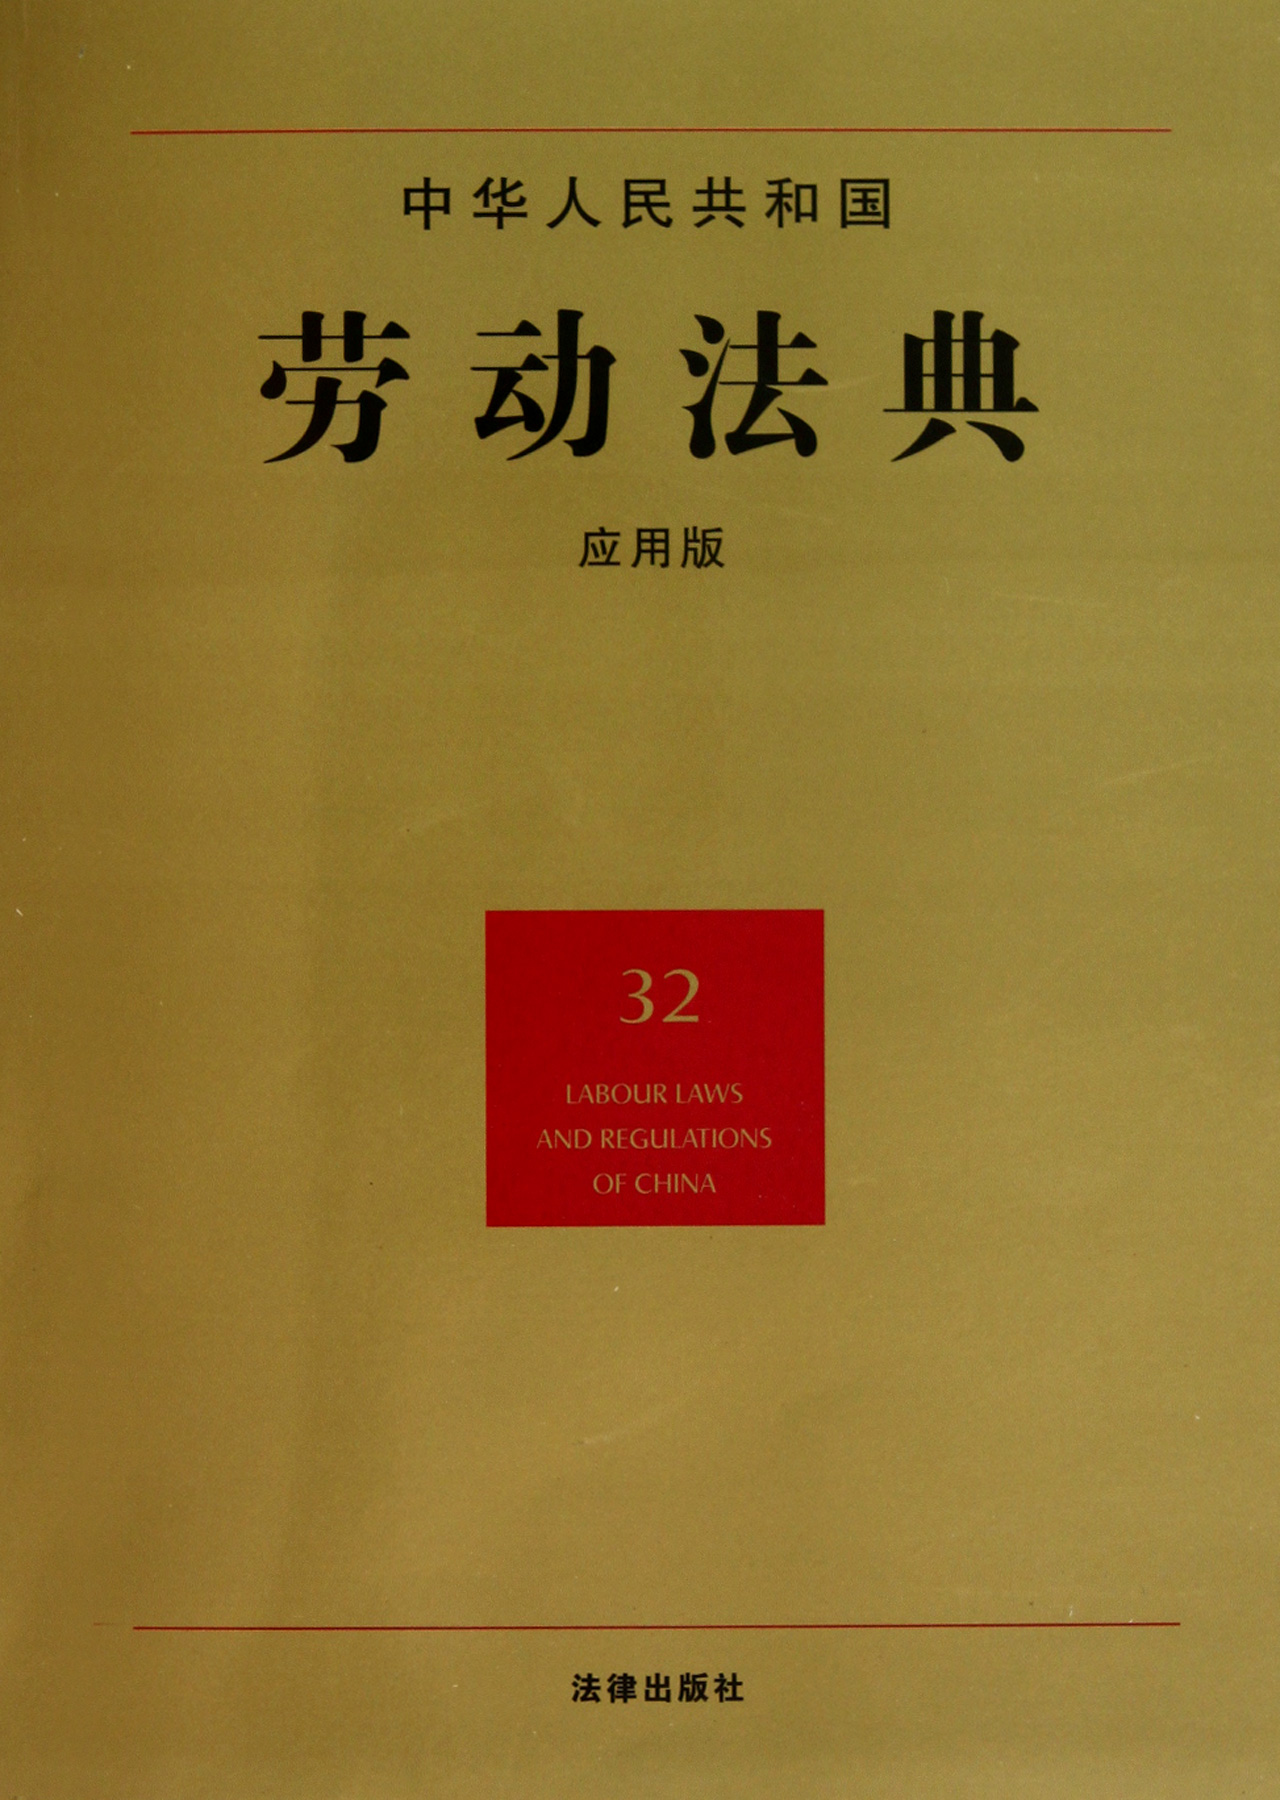 中华人民共和国
劳动法典
应用版
32
LABOUR LAWS
AND REGULATIONS
OF CHINA
法律出版社